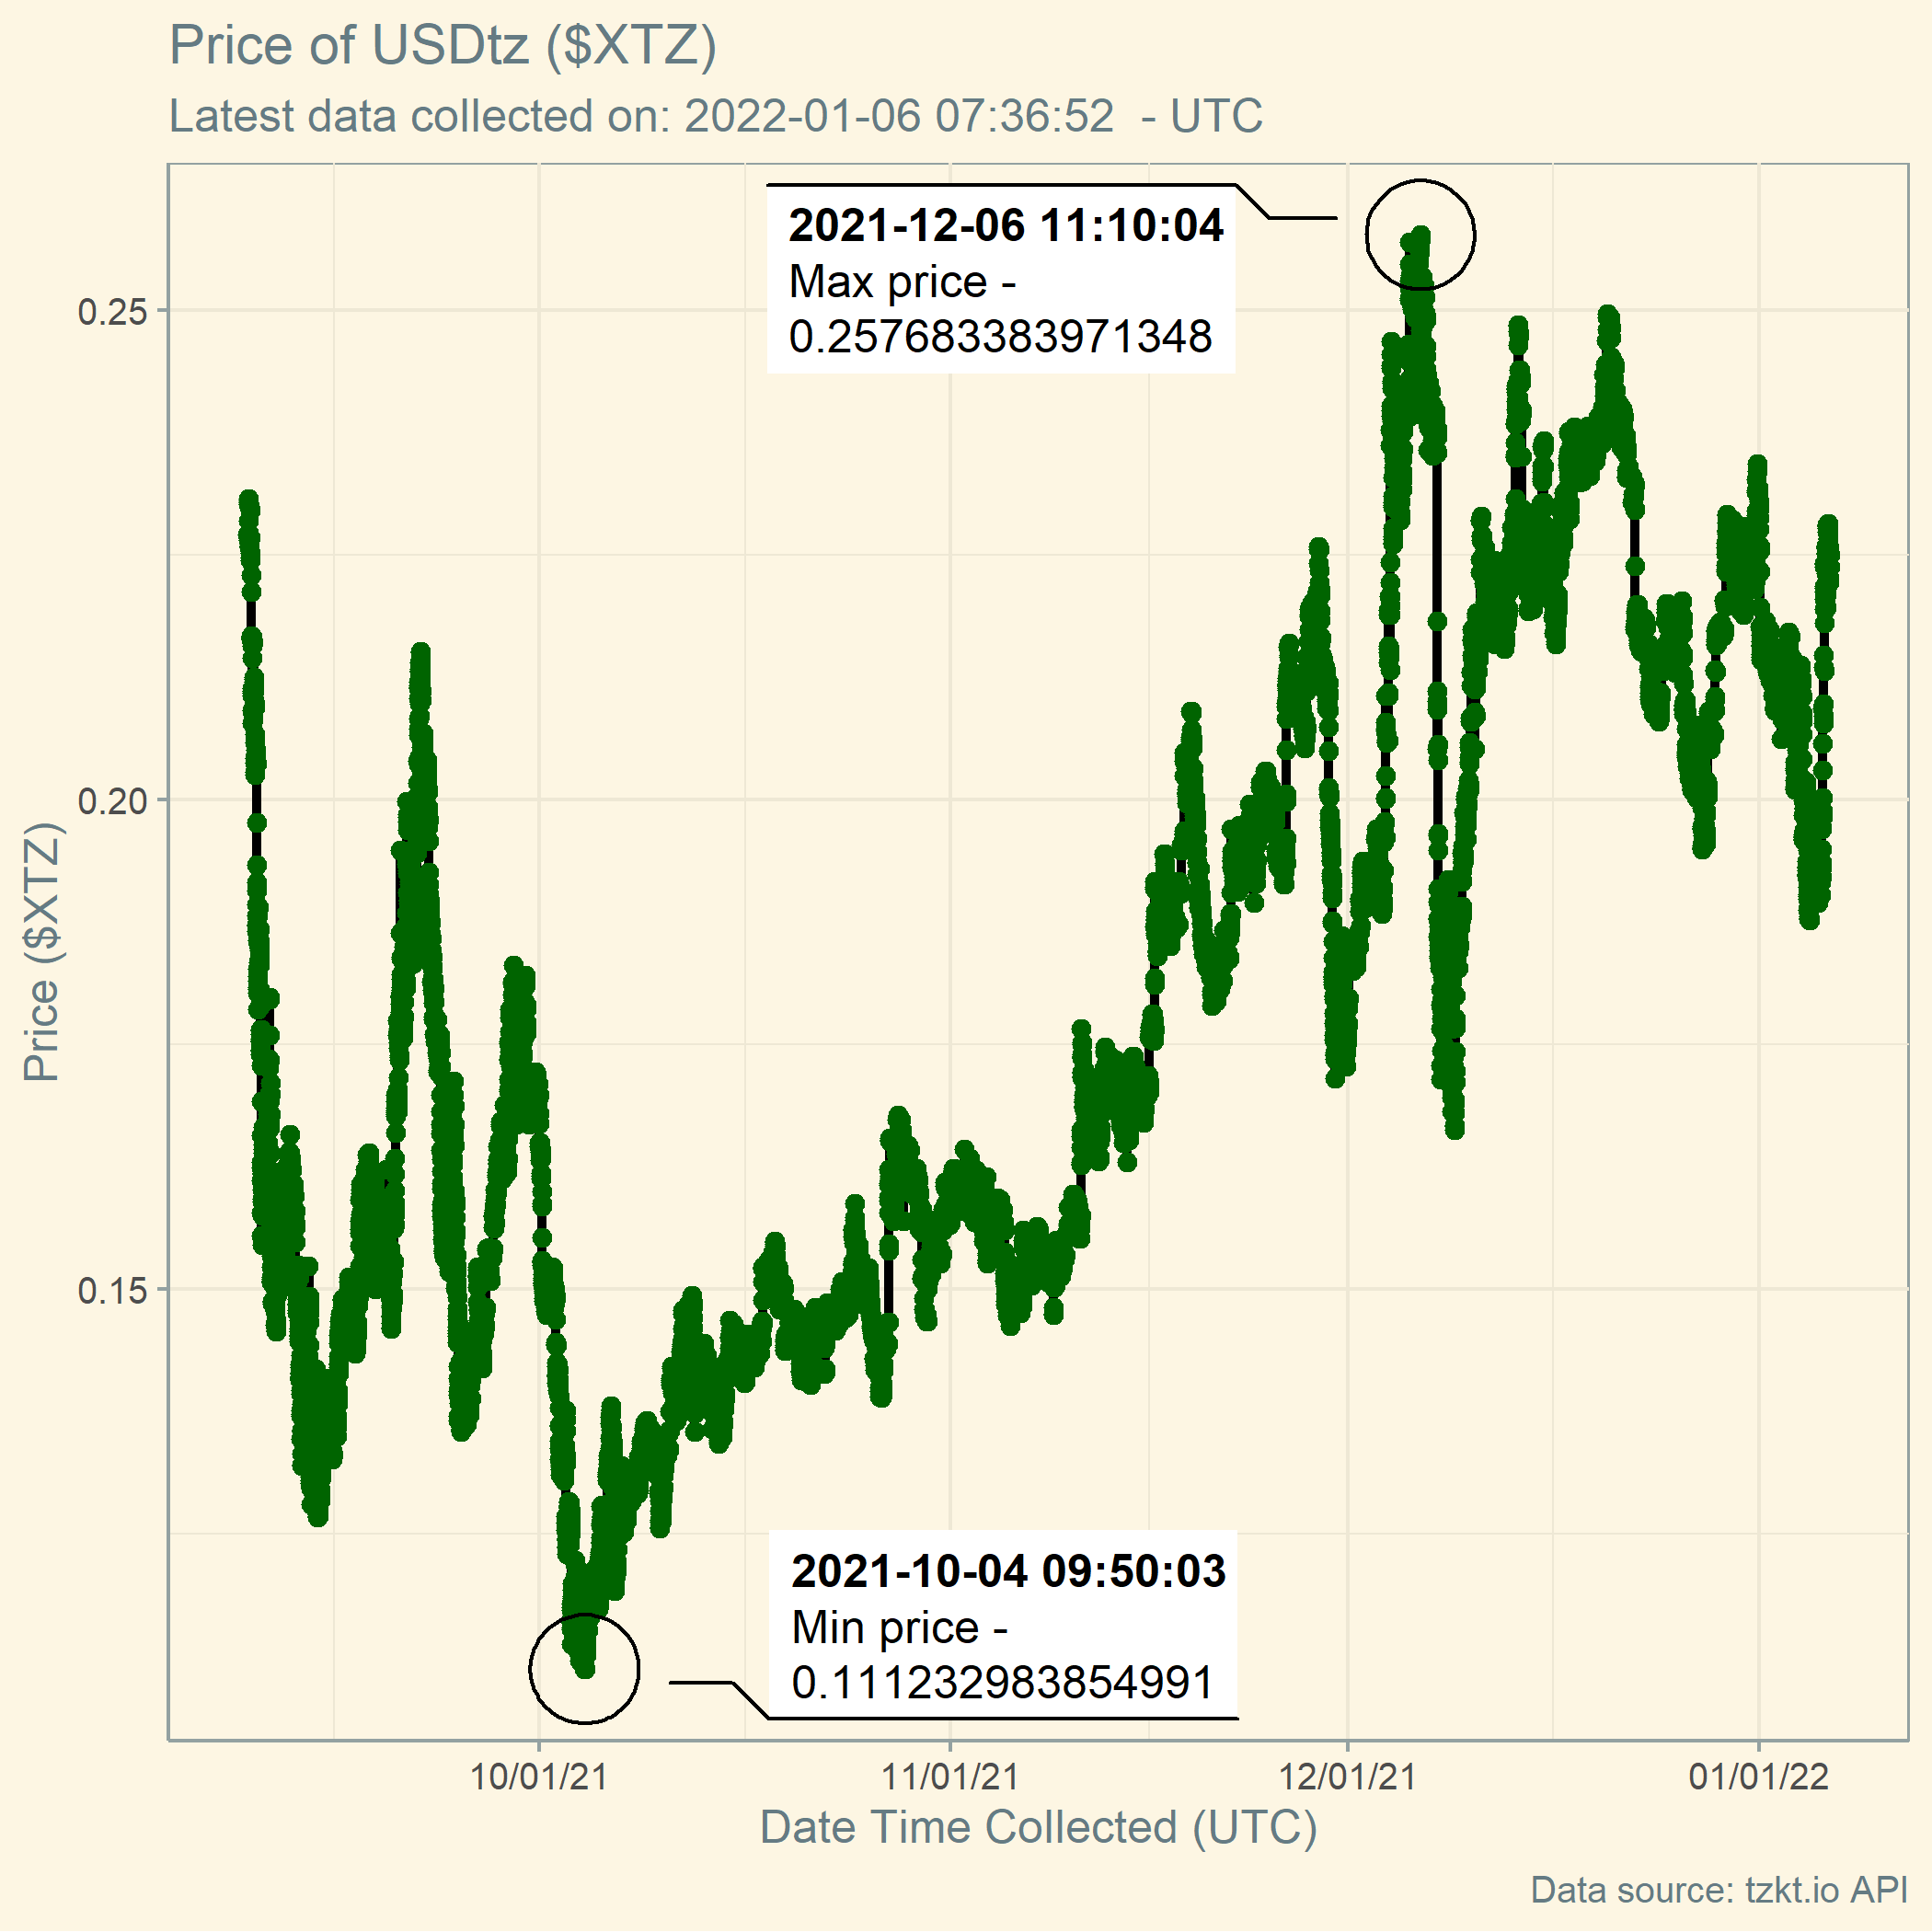 Price of USDtz ($XTZ)
Latest data collected on: 2022-01-06 07:36:52  - UTC
2021-12-06 11:10:04
Max price -
0.257683383971348
0.25
0.20
0.15
Price ($XTZ)
2021-10-04 09:50:03
Min price -
0.111232983854991
10/01/21
11/01/21
12/01/21
01/01/22
Date Time Collected (UTC)
Data source: tzkt.io API